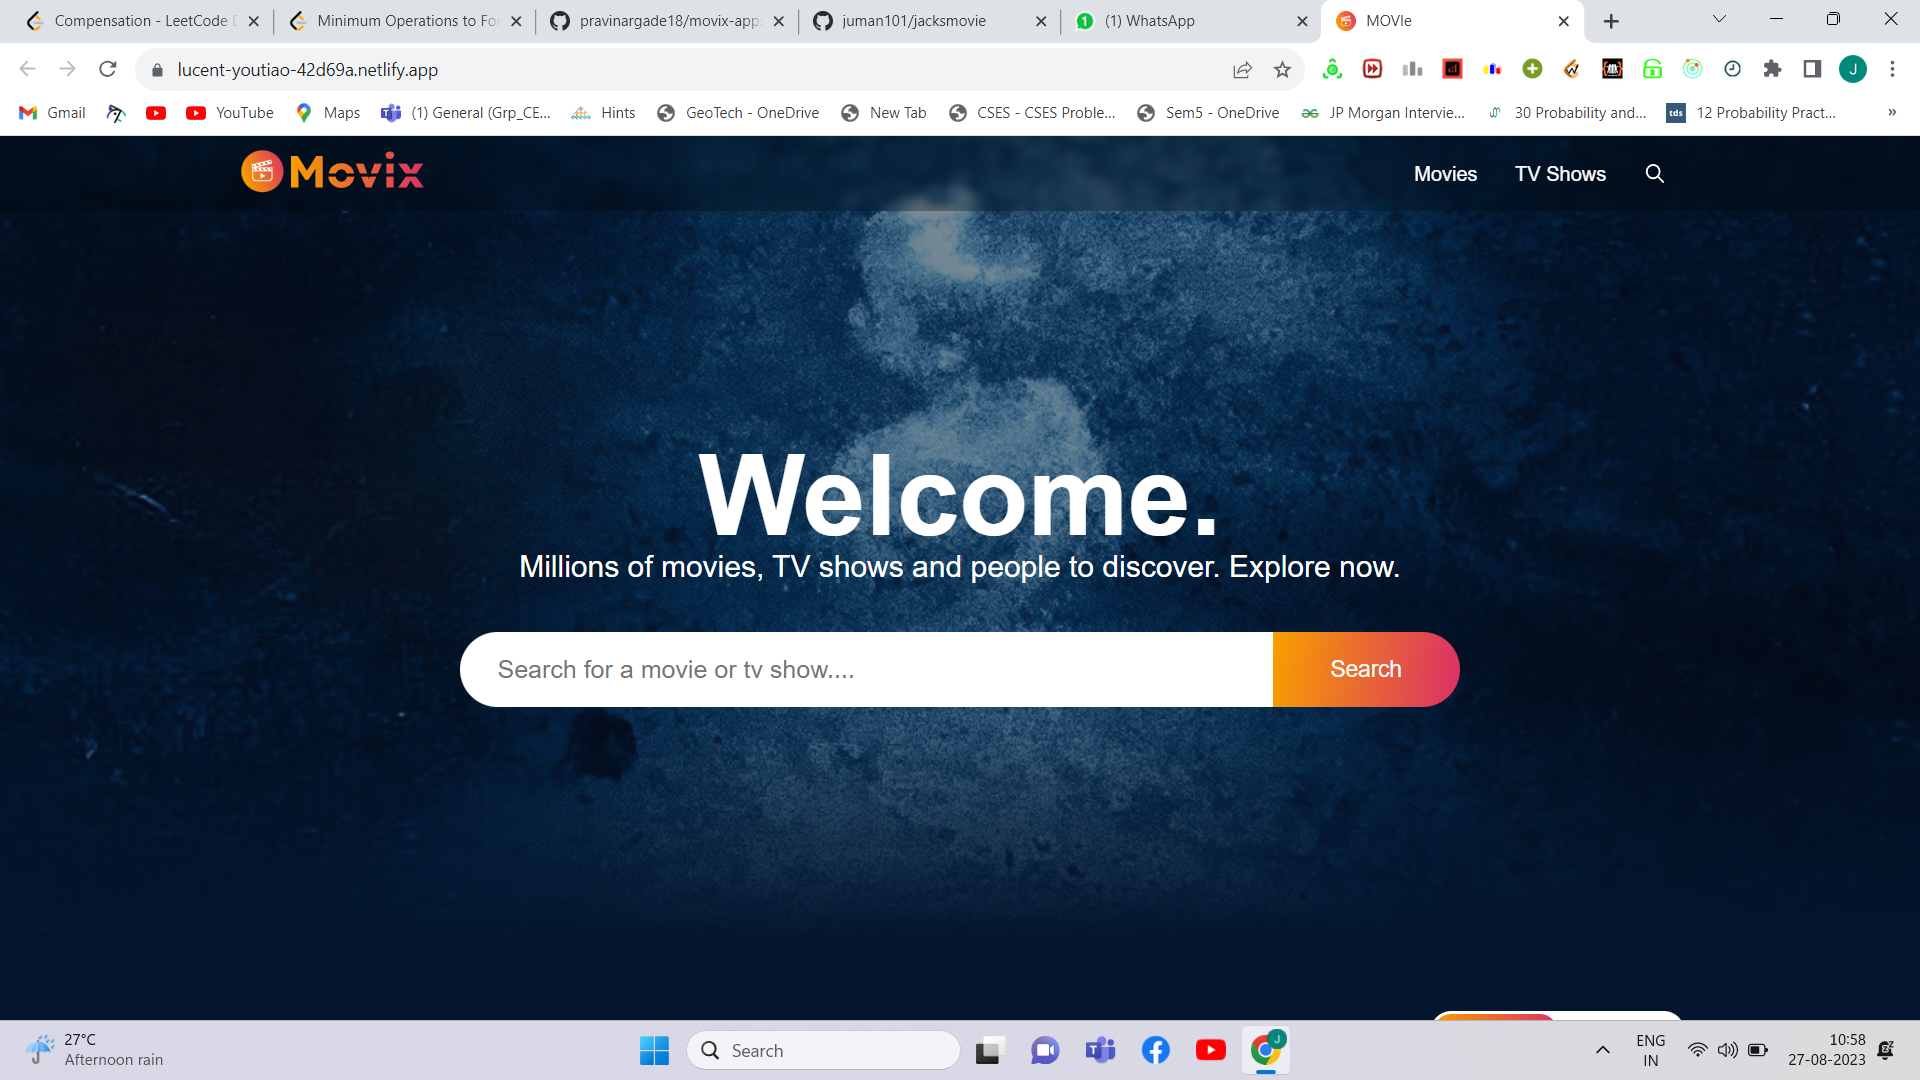 Compensation - LeetCode D
Minimum Operations to For
pravinargade18/movix-app:
juman101/jacksmovie
1 (1) WhatsApp
MOVIe
lucent-youtiao-42d69a.netlify.app
J
Gmail
YouTube
Maps
(1) General (Grp_CE...
Hints
GeoTech - OneDrive
New Tab
CSES - CSES Proble...
Sem5 - OneDrive
JP Morgan Intervie...
30 Probability and...
tds 12 Probability Pract...
»
Movix
Movies
TV Shows
Welcome.
Millions of movies, TV shows and people to discover. Explore now.
Search for a movie or tv show....
Search
27°C
Afternoon rain
Search
J
ENG
IN
10:58
27-08-2023